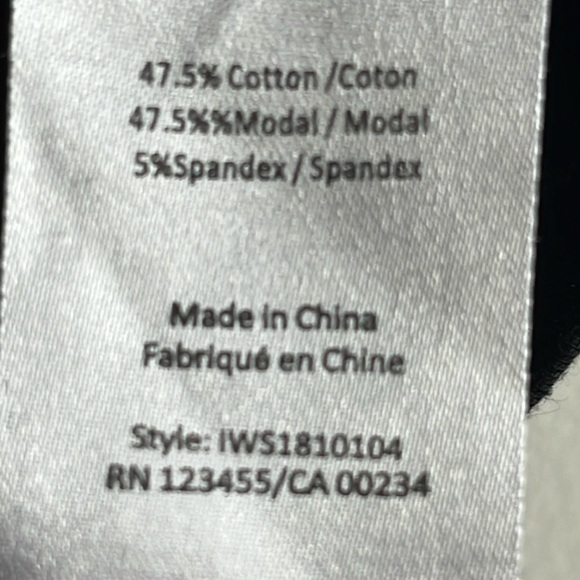 47.5% Cotton /Coton
47.5%%Modal / Modal
5%Spandex / Spandex
Made in China
Fabriqué en Chine
Style: IWS1810104
RN 123455/CA 00234